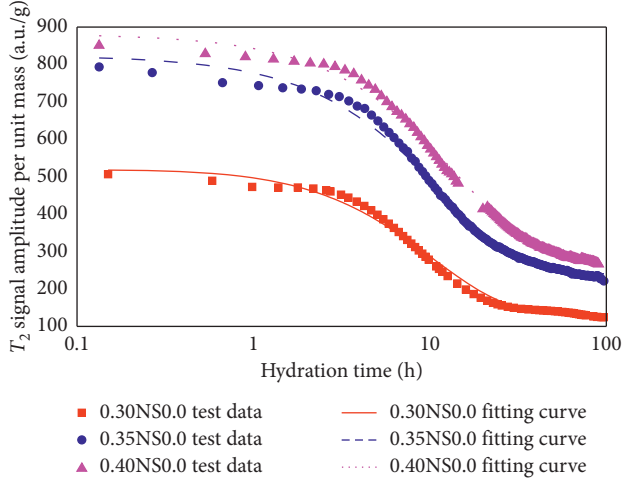 T2 signal amplitude per unit mass (a.u./g)
900
800
700
600
500
400
300
200
100
0.1
1
10
100
Hydration time (h)
0.30NS0.0 test data
0.35NS0.0 test data
0.40NS0.0 test data
0.30NS0.0 fitting curve
0.35NS0.0 fitting curve
0.40NS0.0 fitting curve